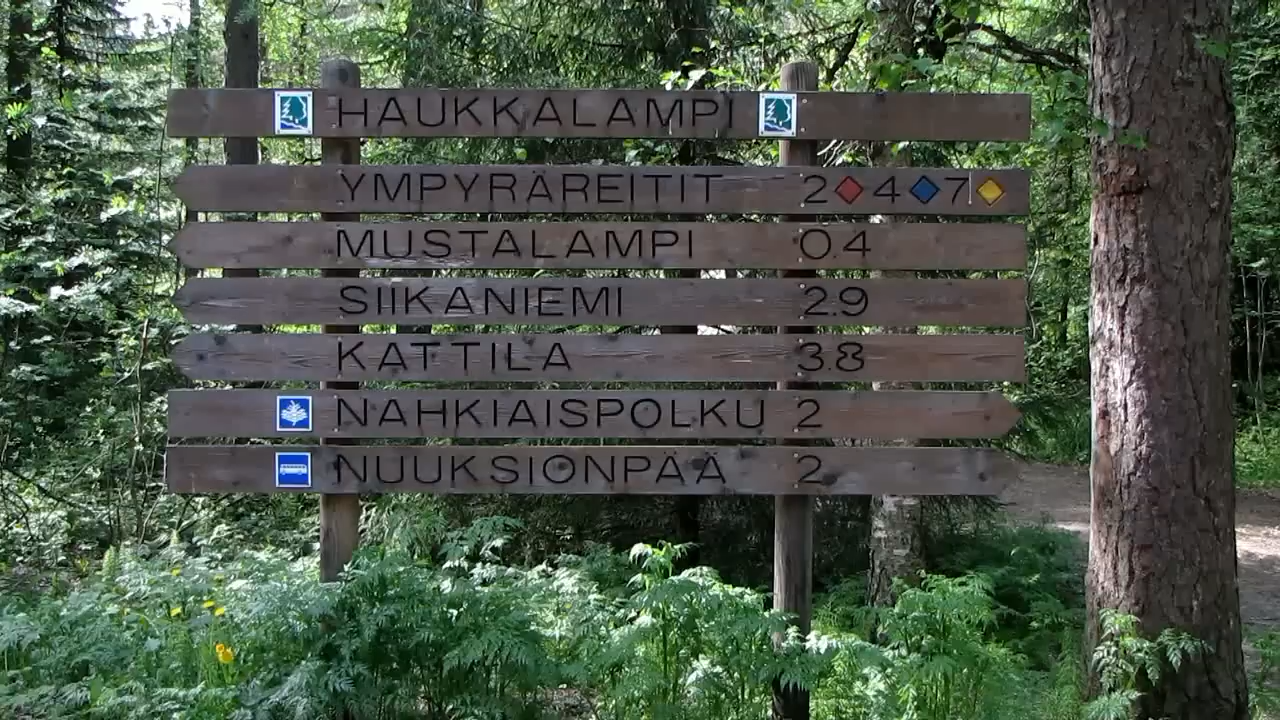 HAUKKALAMPI
YMPYRÄREITIT 2 4 7
MUSTALAMPI 0.4
SIIKANIEMI 2.9
KATTILA 3.8
NAHKIAISPOLKU 2
NUUKSIONPÄÄ 2